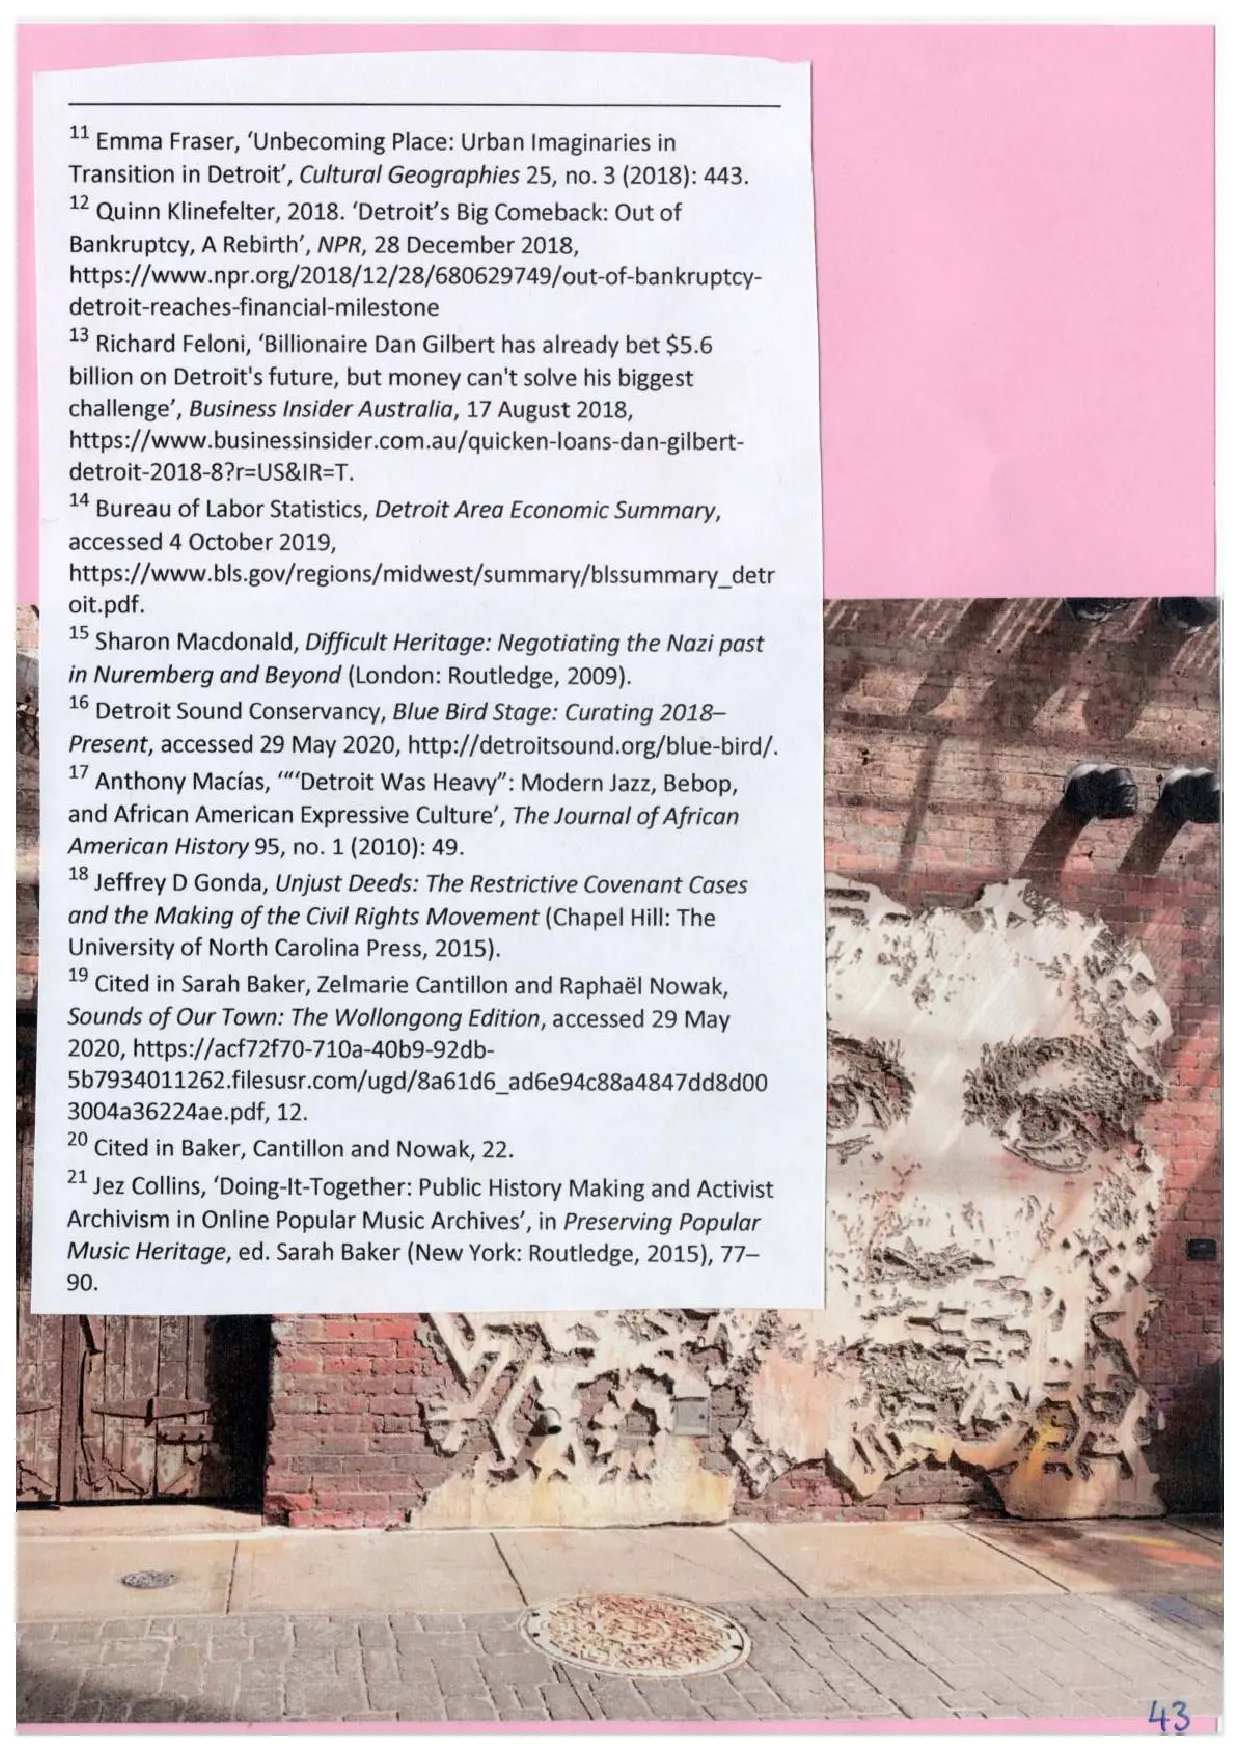 11 Emma Fraser, ‘Unbecoming Place: Urban Imaginaries in
Transition in Detroit’, Cultural Geographies 25, no. 3 (2018): 443.
12 Quinn Klinefelter, 2018. ‘Detroit’s Big Comeback: Out of
Bankruptcy, A Rebirth’, NPR, 28 December 2018,
https://www.npr.org/2018/12/28/680629749/out-of-bankruptcy-
detroit-reaches-financial-milestone
13 Richard Feloni, ‘Billionaire Dan Gilbert has already bet $5.6
billion on Detroit's future, but money can't solve his biggest
challenge’, Business Insider Australia, 17 August 2018,
https://www.businessinsider.com.au/quicken-loans-dan-gilbert-
detroit-2018-8?r=US&IR=T.
14 Bureau of Labor Statistics, Detroit Area Economic Summary,
accessed 4 October 2019,
https://www.bls.gov/regions/midwest/summary/blssummary_detr
oit.pdf.
15 Sharon Macdonald, Difficult Heritage: Negotiating the Nazi past
in Nuremberg and Beyond (London: Routledge, 2009).
16 Detroit Sound Conservancy, Blue Bird Stage: Curating 2018–
Present, accessed 29 May 2020, http://detroitsound.org/blue-bird/.
17 Anthony Macías, ‘“‘Detroit Was Heavy”: Modern Jazz, Bebop,
and African American Expressive Culture’, The Journal of African
American History 95, no. 1 (2010): 49.
18 Jeffrey D Gonda, Unjust Deeds: The Restrictive Covenant Cases
and the Making of the Civil Rights Movement (Chapel Hill: The
University of North Carolina Press, 2015).
19 Cited in Sarah Baker, Zelmarie Cantillon and Raphaël Nowak,
Sounds of Our Town: The Wollongong Edition, accessed 29 May
2020, https://acf72f70-710a-40b9-92db-
5b7934011262.filesusr.com/ugd/8a61d6_ad6e94c88a4847dd8d00
3004a36224ae.pdf, 12.
20 Cited in Baker, Cantillon and Nowak, 22.
21 Jez Collins, ‘Doing-It-Together: Public History Making and Activist
Archivism in Online Popular Music Archives’, in Preserving Popular
Music Heritage, ed. Sarah Baker (New York: Routledge, 2015), 77–
90.
43